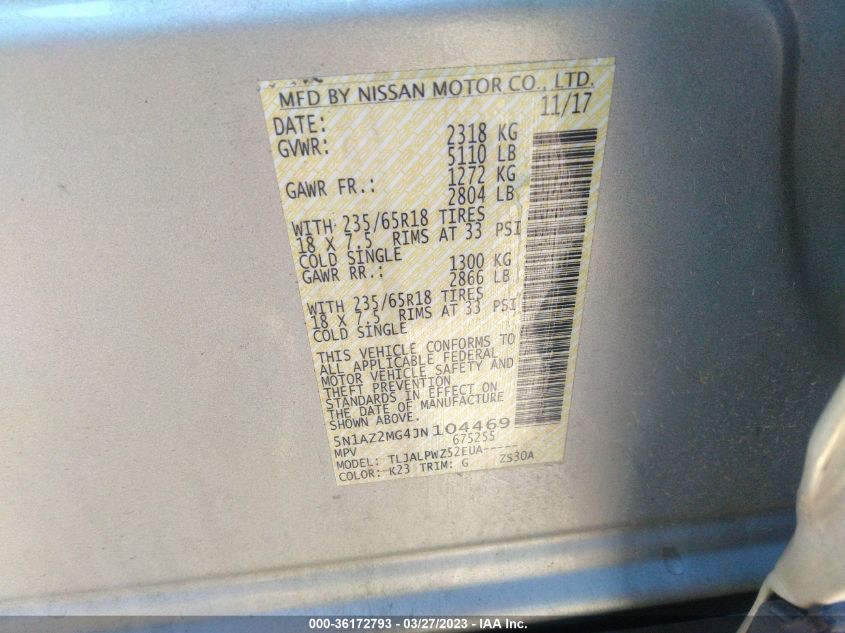 MFD BY NISSAN MOTOR CO., LTD.
DATE: 11/17
GVWR: 2318 KG
5110 LB
GAWR FR.: 1272 KG
2804 LB
WITH 235/65R18 TIRES
18 X 7.5 RIMS AT 33 PSI
COLD SINGLE
GAWR RR.: 1300 KG
2866 LB
WITH 235/65R18 TIRES
18 X 7.5 RIMS AT 33 PSI
COLD SINGLE
THIS VEHICLE CONFORMS TO
ALL APPLICABLE FEDERAL
MOTOR VEHICLE SAFETY AND
THEFT PREVENTION
STANDARDS IN EFFECT ON
THE DATE OF MANUFACTURE
SHOWN ABOVE.
5N1AZ2MG4JN104469
MPV 675255
MODEL: TLJALPWZ52EUA-----
COLOR: K23 TRIM: G ZS30A
000-36172793 - 03/27/2023 - IAA Inc.